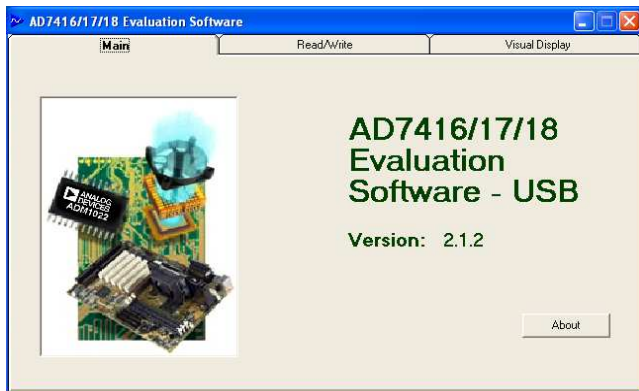 AD7416/17/18 Evaluation Software
Main
Read/Write
Visual Display
ANALOG
DEVICES
ADM1022
AD7416/17/18
Evaluation
Software - USB
Version: 2.1.2
About